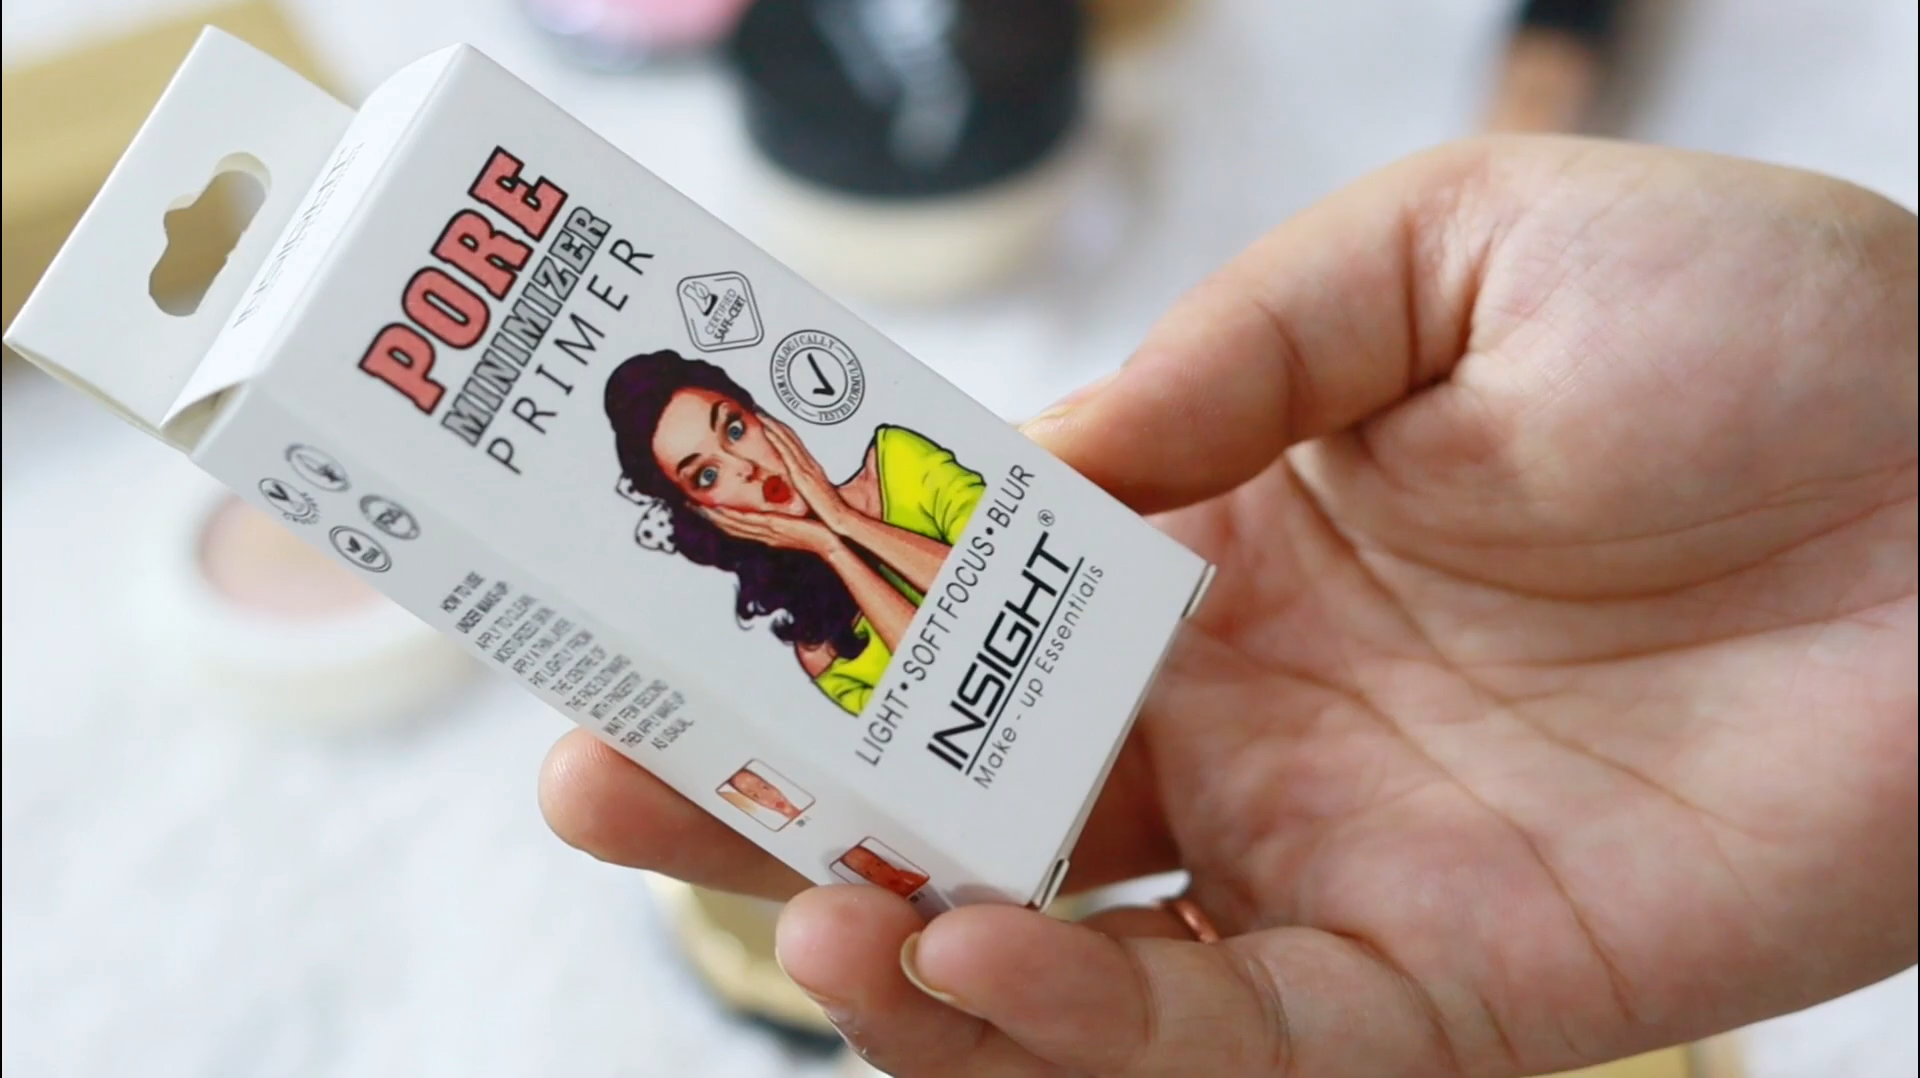 PORE
MINIMIZER
PRIMER
CERTIFIED
SAFE-CERT
DERMATOLOGICALLY
TESTED FORMULA
LIGHT • SOFT FOCUS • BLUR
INSIGHT®
Make-up Essentials
HOW TO USE
UNDER MAKE-UP:
APPLY TO CLEAN,
MOISTURIZED SKIN.
APPLY A THIN LAYER
PAT LIGHTLY FROM
THE CENTRE OF
THE FACE OUTWARD
WITH FINGERTIP
WAIT FEW SECOND
THEN APPLY MAKE UP
AS USUAL.